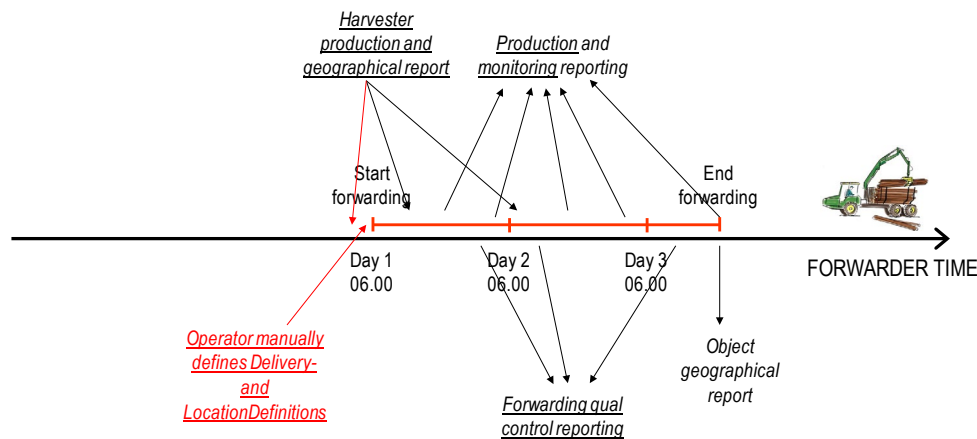 Harvester
production and
geographical report
Production and
monitoring reporting
Start
forwarding
End
forwarding
Day 1
06.00
Day 2
06.00
Day 3
06.00
FORWARDER TIME
Operator manually
defines Delivery-
and
LocationDefinitions
Forwarding qual
control reporting
Object
geographical
report